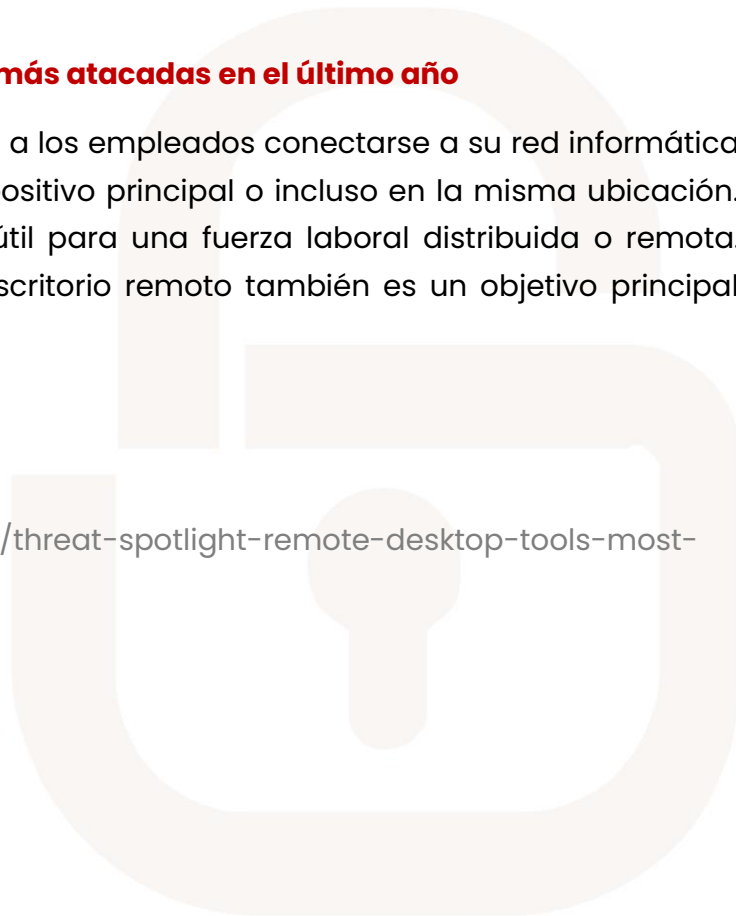 más atacadas en el último año
a los empleados conectarse a su red informática
positivo principal o incluso en la misma ubicación.
útil para una fuerza laboral distribuida o remota.
scritorio remoto también es un objetivo principal
/threat-spotlight-remote-desktop-tools-most-